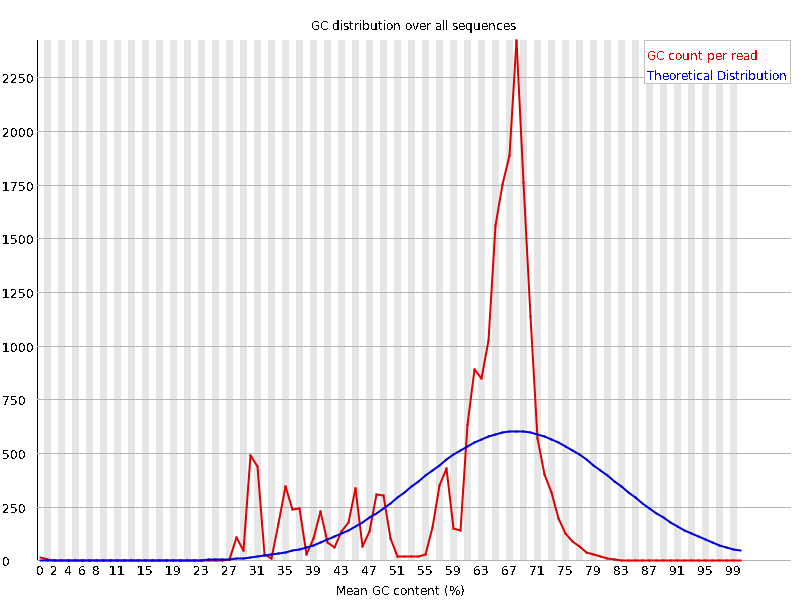 GC distribution over all sequences
GC count per read
Theoretical Distribution
2250
2000
1750
1500
1250
1000
750
500
250
0
0 2 4 6 8 11 15 19 23 27 31 35 39 43 47 51 55 59 63 67 71 75 79 83 87 91 95 99
Mean GC content (%)